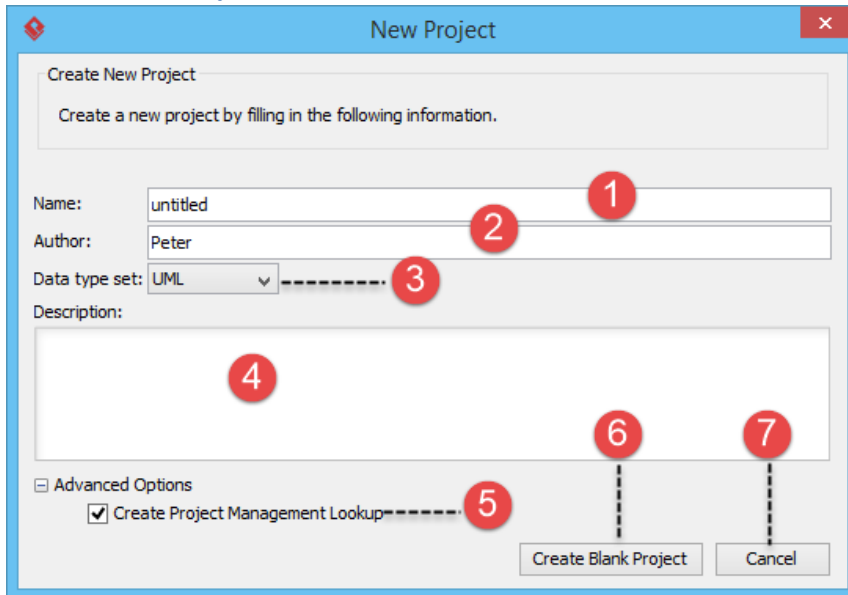 New Project
Create New Project
Create a new project by filling in the following information.
1
Name: untitled
2
Author: Peter
Data type set: UML 3
Description:
4
6 7
Advanced Options
Create Project Management Lookup 5
Create Blank Project Cancel